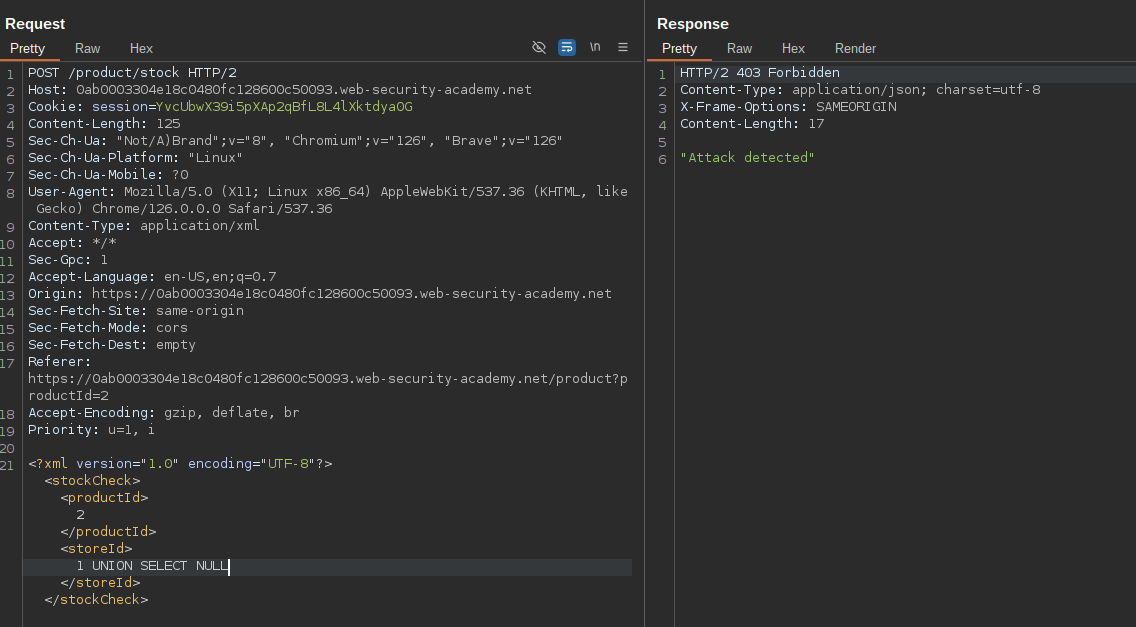 Request
Pretty Raw Hex
\n
1 POST /product/stock HTTP/2
2 Host: 0ab0003304e18c0480fc128600c50093.web-security-academy.net
3 Cookie: session=YvcUbwX39i5pXAp2qBfL8L4lXktdyaOG
4 Content-Length: 125
5 Sec-Ch-Ua: "Not/A)Brand";v="8", "Chromium";v="126", "Brave";v="126"
6 Sec-Ch-Ua-Platform: "Linux"
7 Sec-Ch-Ua-Mobile: ?0
8 User-Agent: Mozilla/5.0 (X11; Linux x86_64) AppleWebKit/537.36 (KHTML, like
Gecko) Chrome/126.0.0.0 Safari/537.36
9 Content-Type: application/xml
10 Accept: */*
11 Sec-Gpc: 1
12 Accept-Language: en-US,en;q=0.7
13 Origin: https://0ab0003304e18c0480fc128600c50093.web-security-academy.net
14 Sec-Fetch-Site: same-origin
15 Sec-Fetch-Mode: cors
16 Sec-Fetch-Dest: empty
17 Referer:
https://0ab0003304e18c0480fc128600c50093.web-security-academy.net/product?p
roductId=2
18 Accept-Encoding: gzip, deflate, br
19 Priority: u=1, i
20
21 <?xml version="1.0" encoding="UTF-8"?>
<stockCheck>
<productId>
2
</productId>
<storeId>
1 UNION SELECT NULL
</storeId>
</stockCheck>
Response
Pretty Raw Hex Render
1 HTTP/2 403 Forbidden
2 Content-Type: application/json; charset=utf-8
3 X-Frame-Options: SAMEORIGIN
4 Content-Length: 17
5
6 "Attack detected"